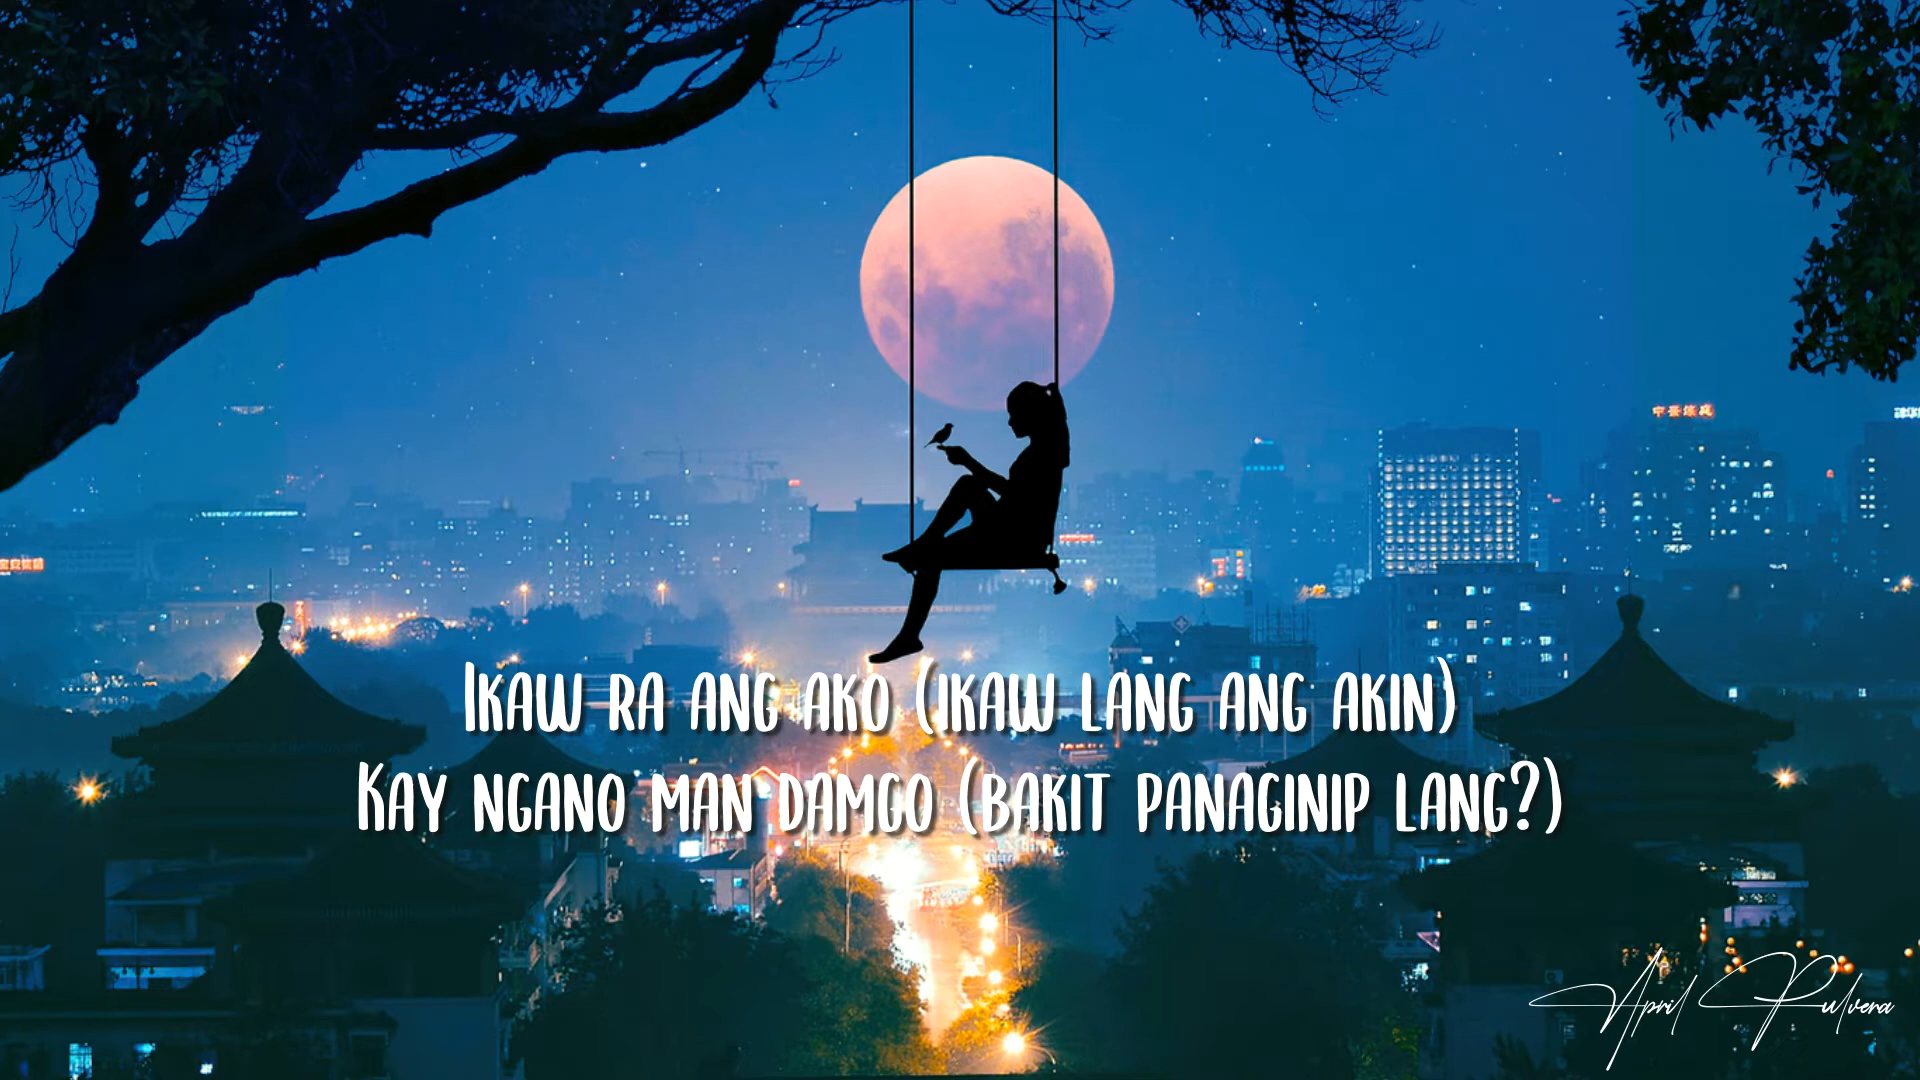 Ikaw ra ang ako (ikaw lang ang akin)
Kay ngano man damgo (bakit panaginip lang?)
April Pulvera